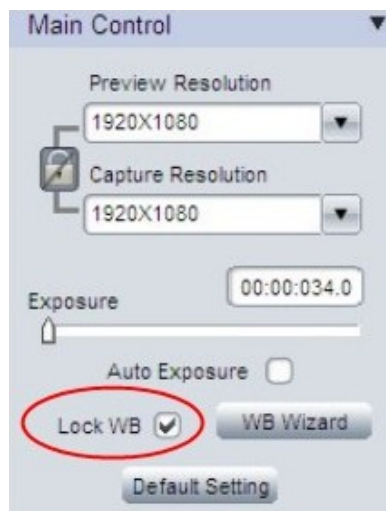 Main Control
Preview Resolution
1920X1080
Capture Resolution
1920X1080
00:00:034.0
Exposure
Auto Exposure
Lock WB
WB Wizard
Default Setting